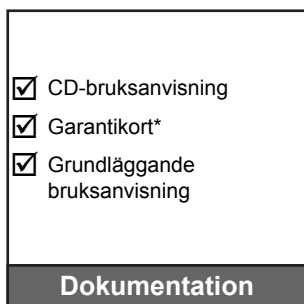 CD-bruksanvisning
Garantikort*
Grundläggande
bruksanvisning
Dokumentation